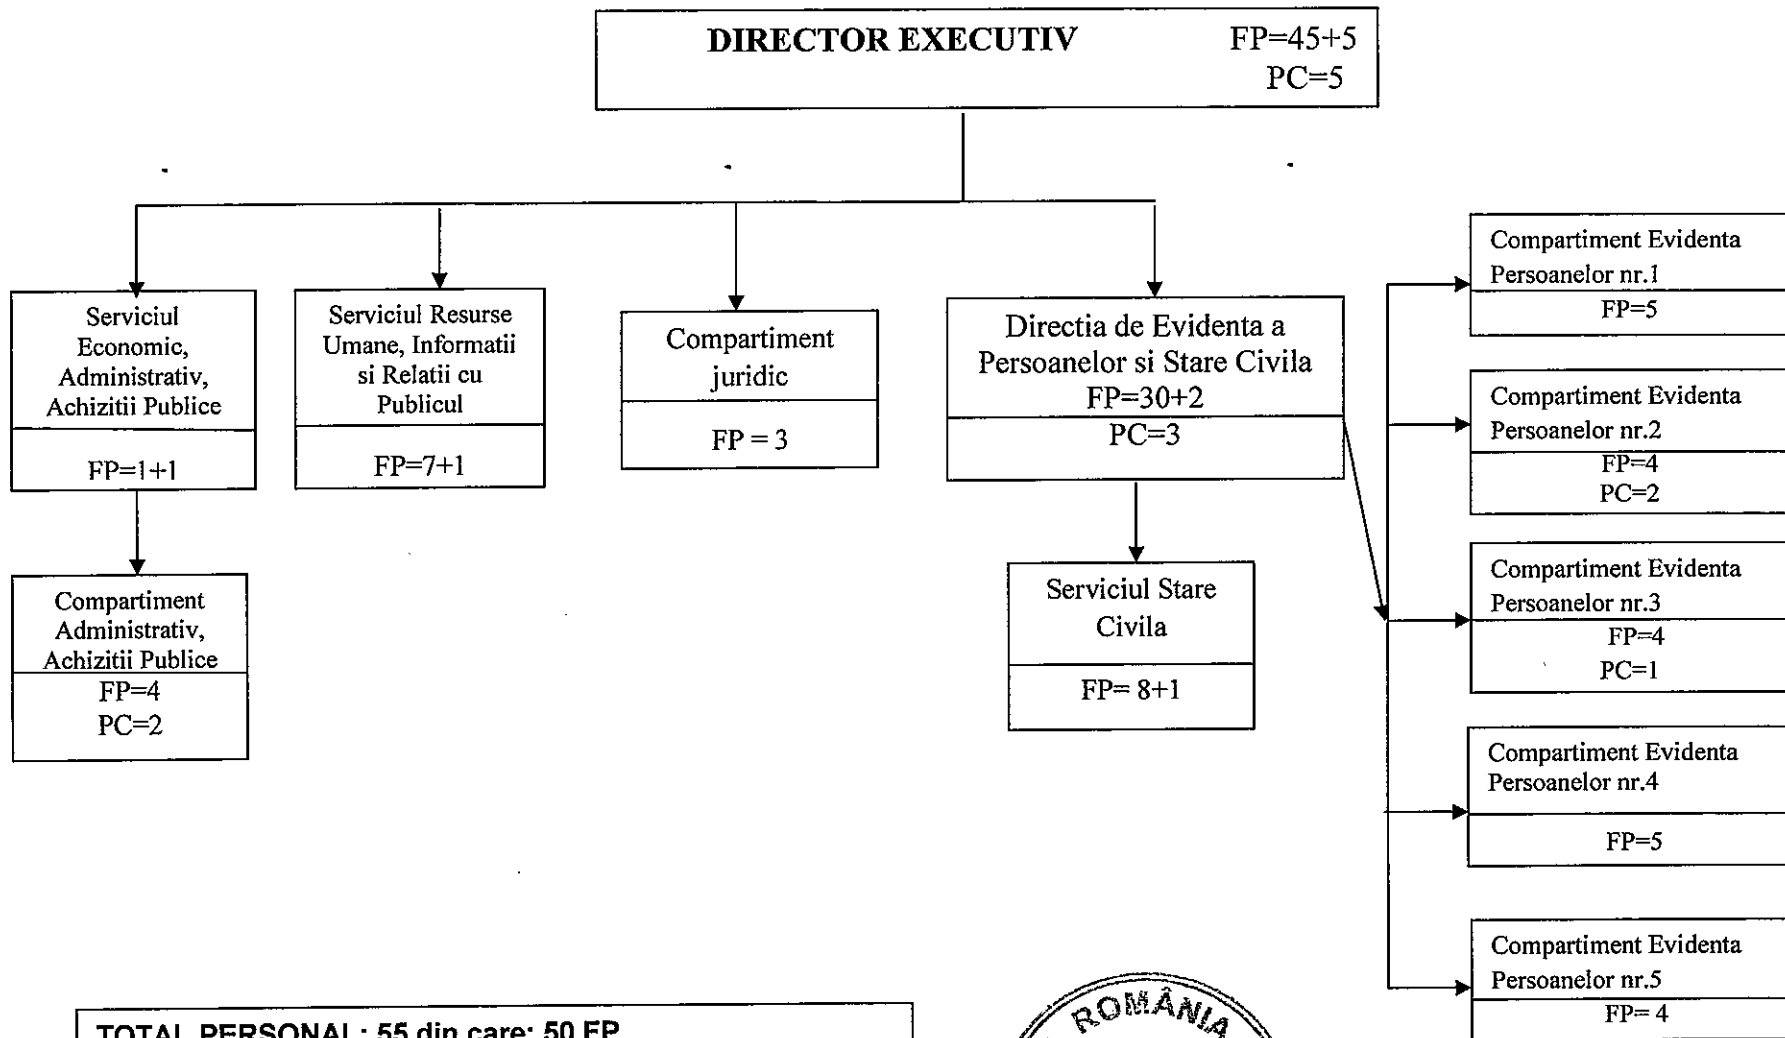 DIRECTOR EXECUTIV FP=45+5
PC=5
Serviciul
Economic,
Administrativ,
Achizitii Publice
FP=1+1
Serviciul Resurse
Umane, Informatii
si Relatii cu
Publicul
FP=7+1
Compartiment
juridic
FP = 3
Directia de Evidenta a
Persoanelor si Stare Civila
FP=30+2
PC=3
Compartiment Evidenta
Persoanelor nr.1
FP=5
Compartiment Evidenta
Persoanelor nr.2
FP=4
PC=2
Compartiment Evidenta
Persoanelor nr.3
FP=4
PC=1
Compartiment Evidenta
Persoanelor nr.4
FP=5
Compartiment Evidenta
Persoanelor nr.5
FP= 4
Compartiment
Administrativ,
Achizitii Publice
FP=4
PC=2
Serviciul Stare
Civila
FP= 8+1
TOTAL PERSONAL: 55 din care: 50 FP
ROMÂNIA